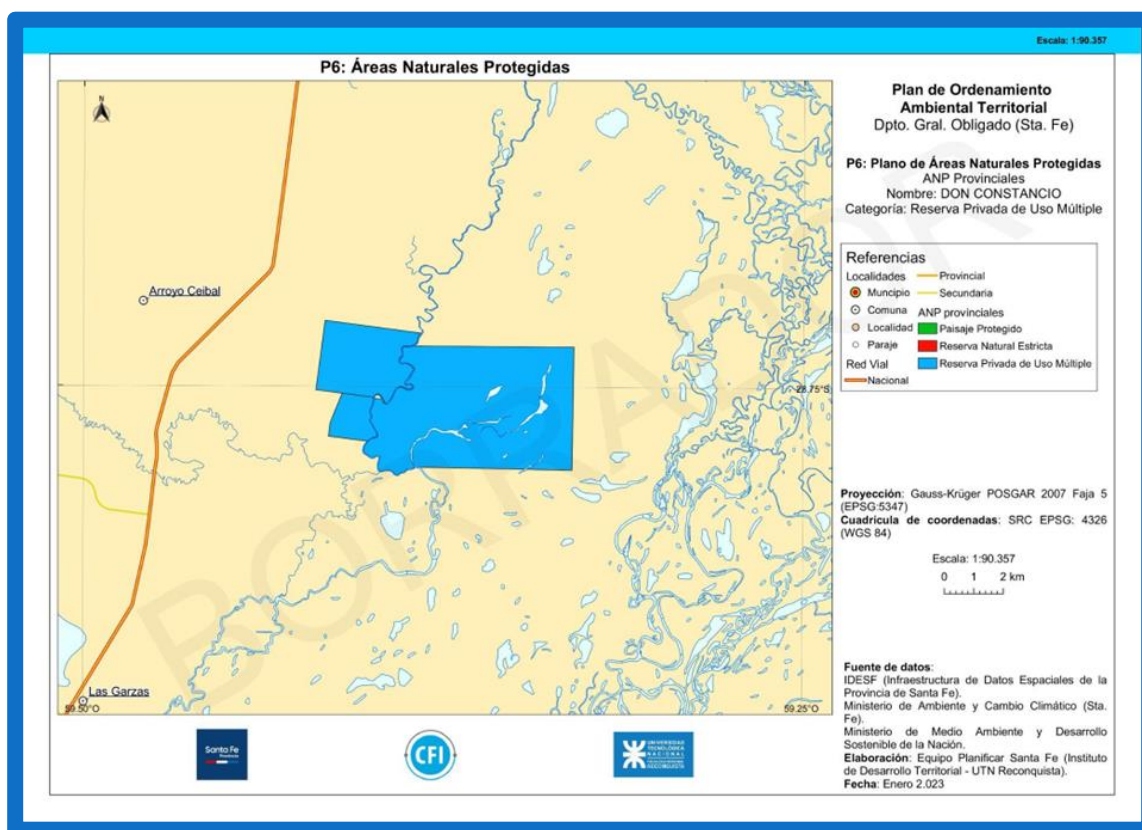 Escala: 1:90.357
P6: Áreas Naturales Protegidas
N
Arroyo Ceibal
28.75°S
Las Garzas
59.50°O
59.25°O
BORRADOR
Plan de Ordenamiento
Ambiental Territorial
Dpto. Gral. Obligado (Sta. Fe)
P6: Plano de Áreas Naturales Protegidas
ANP Provinciales
Nombre: DON CONSTANCIO
Categoría: Reserva Privada de Uso Múltiple
Referencias
Localidades
Muncipio
Comuna
Localidad
Paraje
Red Vial
Nacional
Provincial
Secundaria
ANP provinciales
Paisaje Protegido
Reserva Natural Estricta
Reserva Privada de Uso Múltiple
Proyección: Gauss-Krüger POSGAR 2007 Faja 5
(EPSG:5347)
Cuadrícula de coordenadas: SRC EPSG: 4326
(WGS 84)
Escala: 1:90.357
0 1 2 km
Fuente de datos:
IDESF (Infraestructura de Datos Espaciales de la
Provincia de Santa Fe).
Ministerio de Ambiente y Cambio Climático (Sta.
Fe).
Ministerio de Medio Ambiente y Desarrollo
Sostenible de la Nación.
Elaboración: Equipo Planificar Santa Fe (Instituto
de Desarrollo Territorial - UTN Reconquista).
Fecha: Enero 2.023
Santa Fe
Provincia
CFI
UNIVERSIDAD
TECNOLÓGICA
NACIONAL
RECONQUISTA